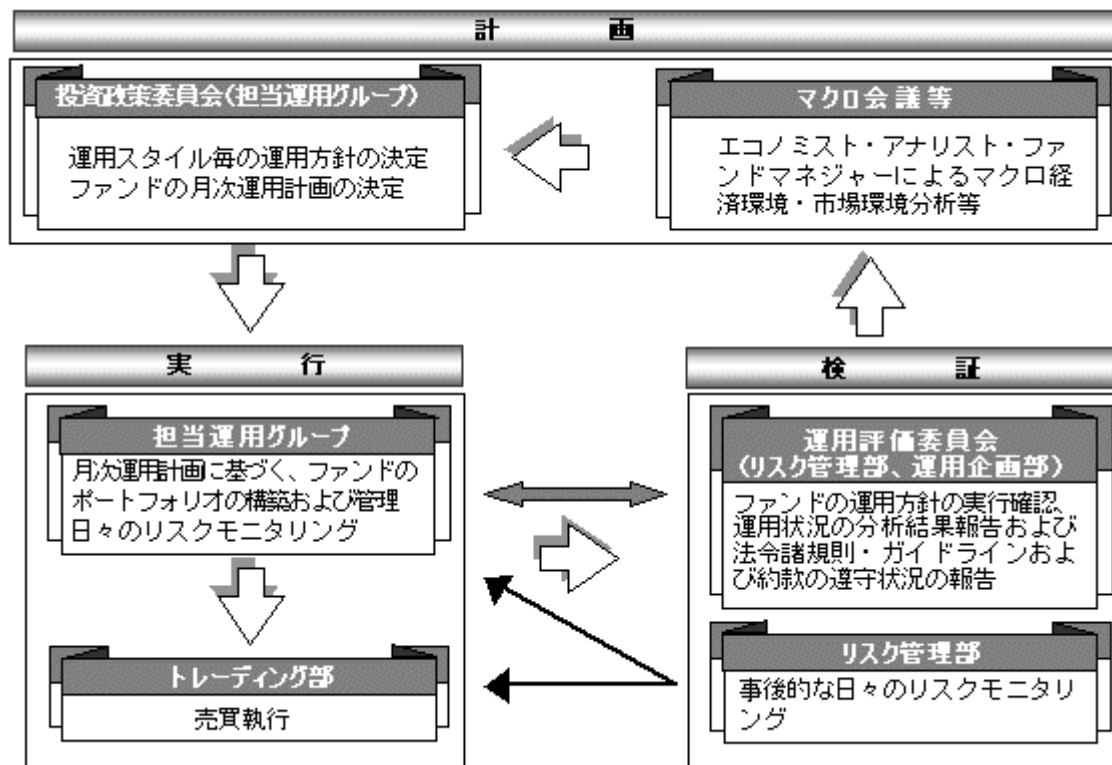 計画
投資政策委員会(担当運用グループ)
運用スタイル毎の運用方針の決定
ファンドの月次運用計画の決定
マクロ会議等
エコノミスト・アナリスト・ファ
ンドマネジャーによるマクロ経
済環境・市場環境分析等
実行
担当運用グループ
月次運用計画に基づく、ファンドの
ポートフォリオの構築および管理
日々のリスクモニタリング
トレーディング部
売買執行
検証
運用評価委員会
(リスク管理部、運用企画部)
ファンドの運用方針の実行確認、
運用状況の分析結果報告および
法令諸規則・ガイドラインおよ
び約款の遵守状況の報告
リスク管理部
事後的な日々のリスクモニタリ
ング